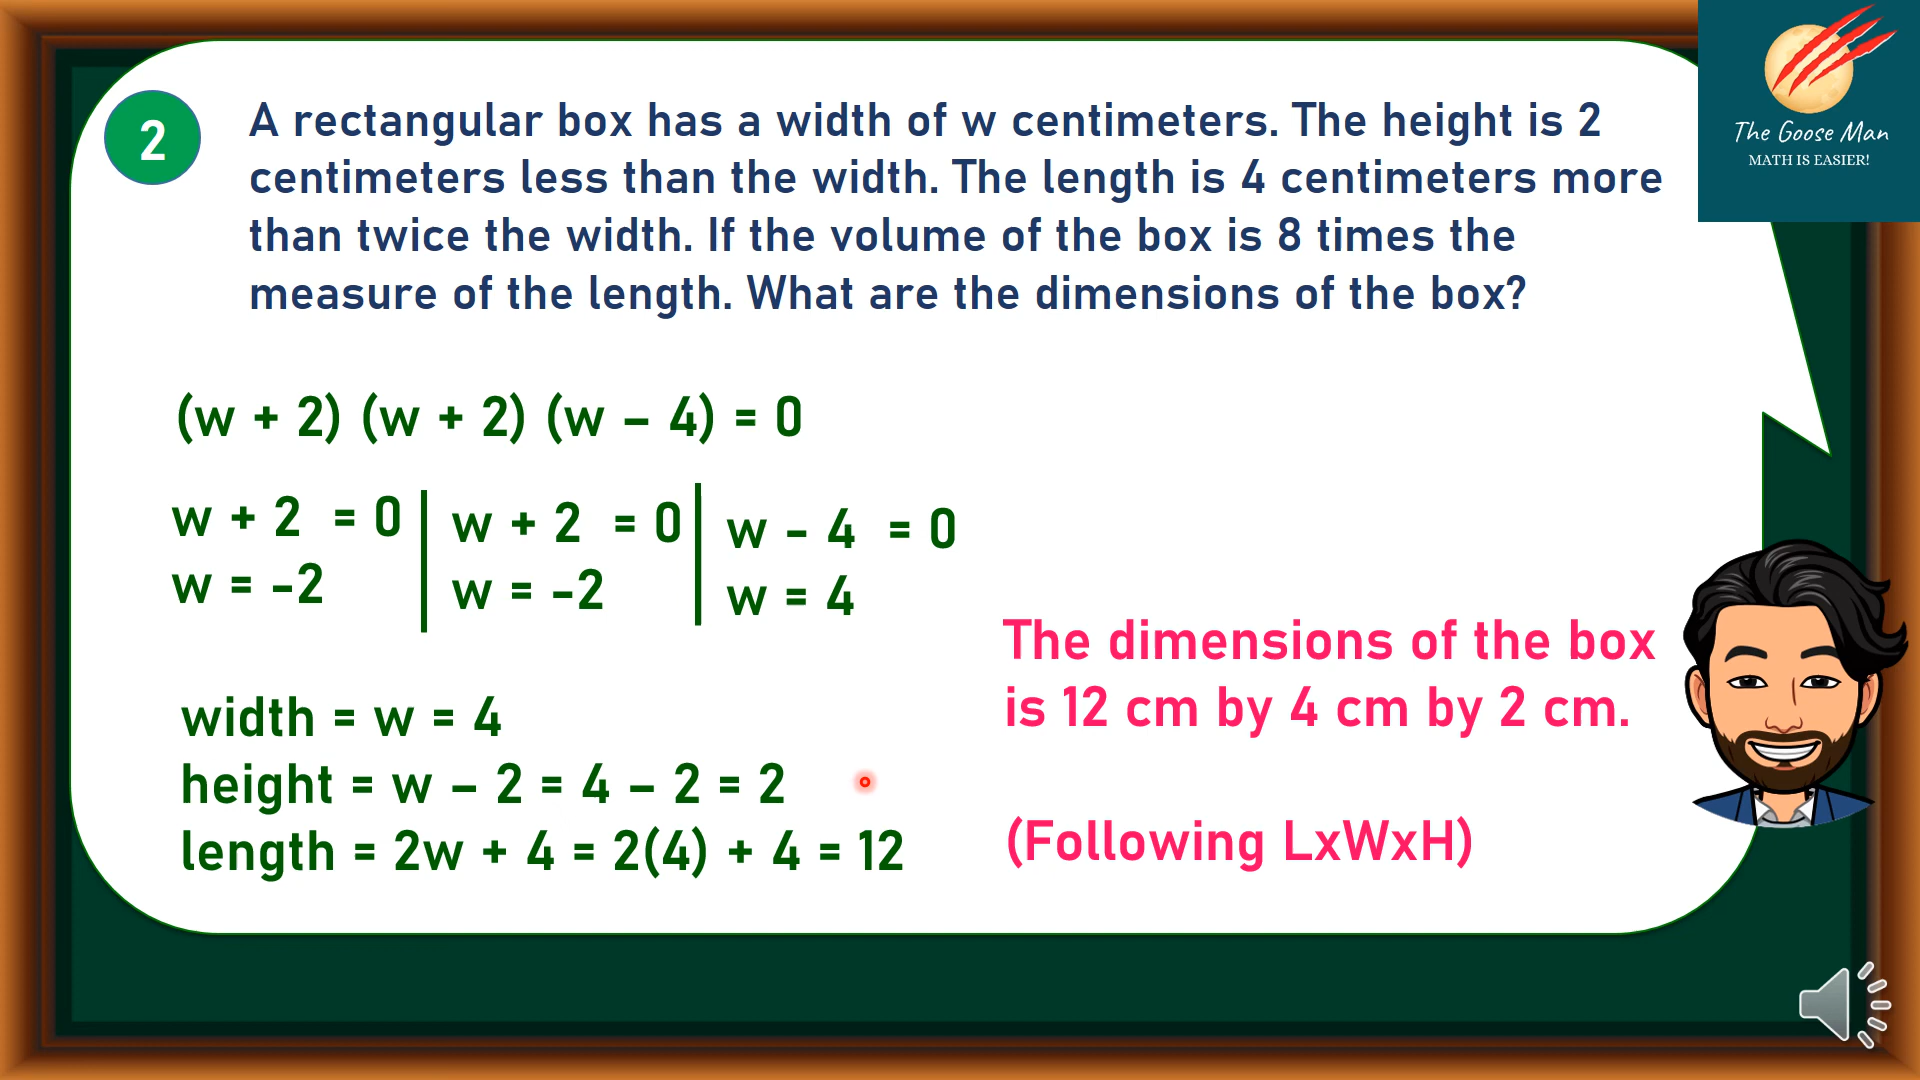 2
A rectangular box has a width of w centimeters. The height is 2
centimeters less than the width. The length is 4 centimeters more
than twice the width. If the volume of the box is 8 times the
measure of the length. What are the dimensions of the box?
The Goose Man
MATH IS EASIER!
(w + 2) (w + 2) (w – 4) = 0
w + 2 = 0
w = -2
w + 2 = 0
w = -2
w - 4 = 0
w = 4
width = w = 4
height = w – 2 = 4 – 2 = 2
length = 2w + 4 = 2(4) + 4 = 12
The dimensions of the box
is 12 cm by 4 cm by 2 cm.
(Following LxWxH)